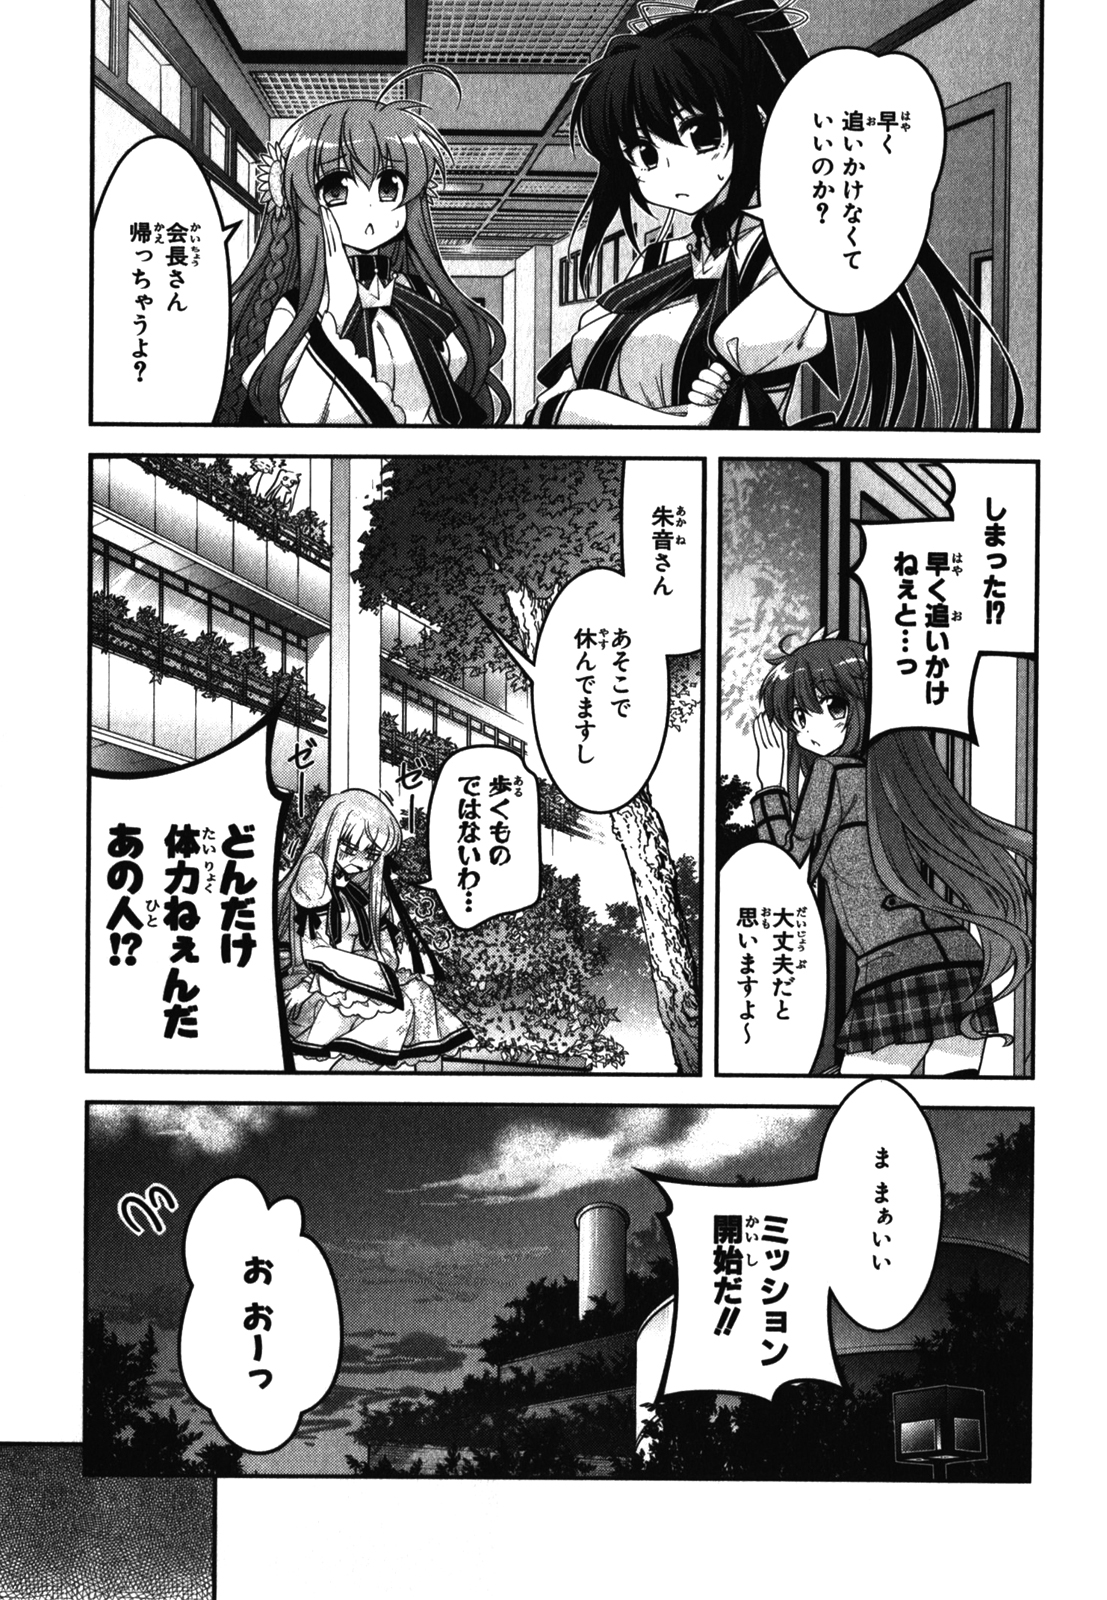 早く
追いかけなくて
いいのか?
会長さん
帰っちゃうよ?
しまった!?
早く追いかけ
ねぇと…っ
大丈夫だと
思いますよ〜
朱音さん
あそこで
休んでますし
歩くもの
ではないわ…
ゼー
ゼー
どんだけ
体力ねぇんだ
あの人!?
ま まぁいい
ミッション
開始だ!!
お おーっ